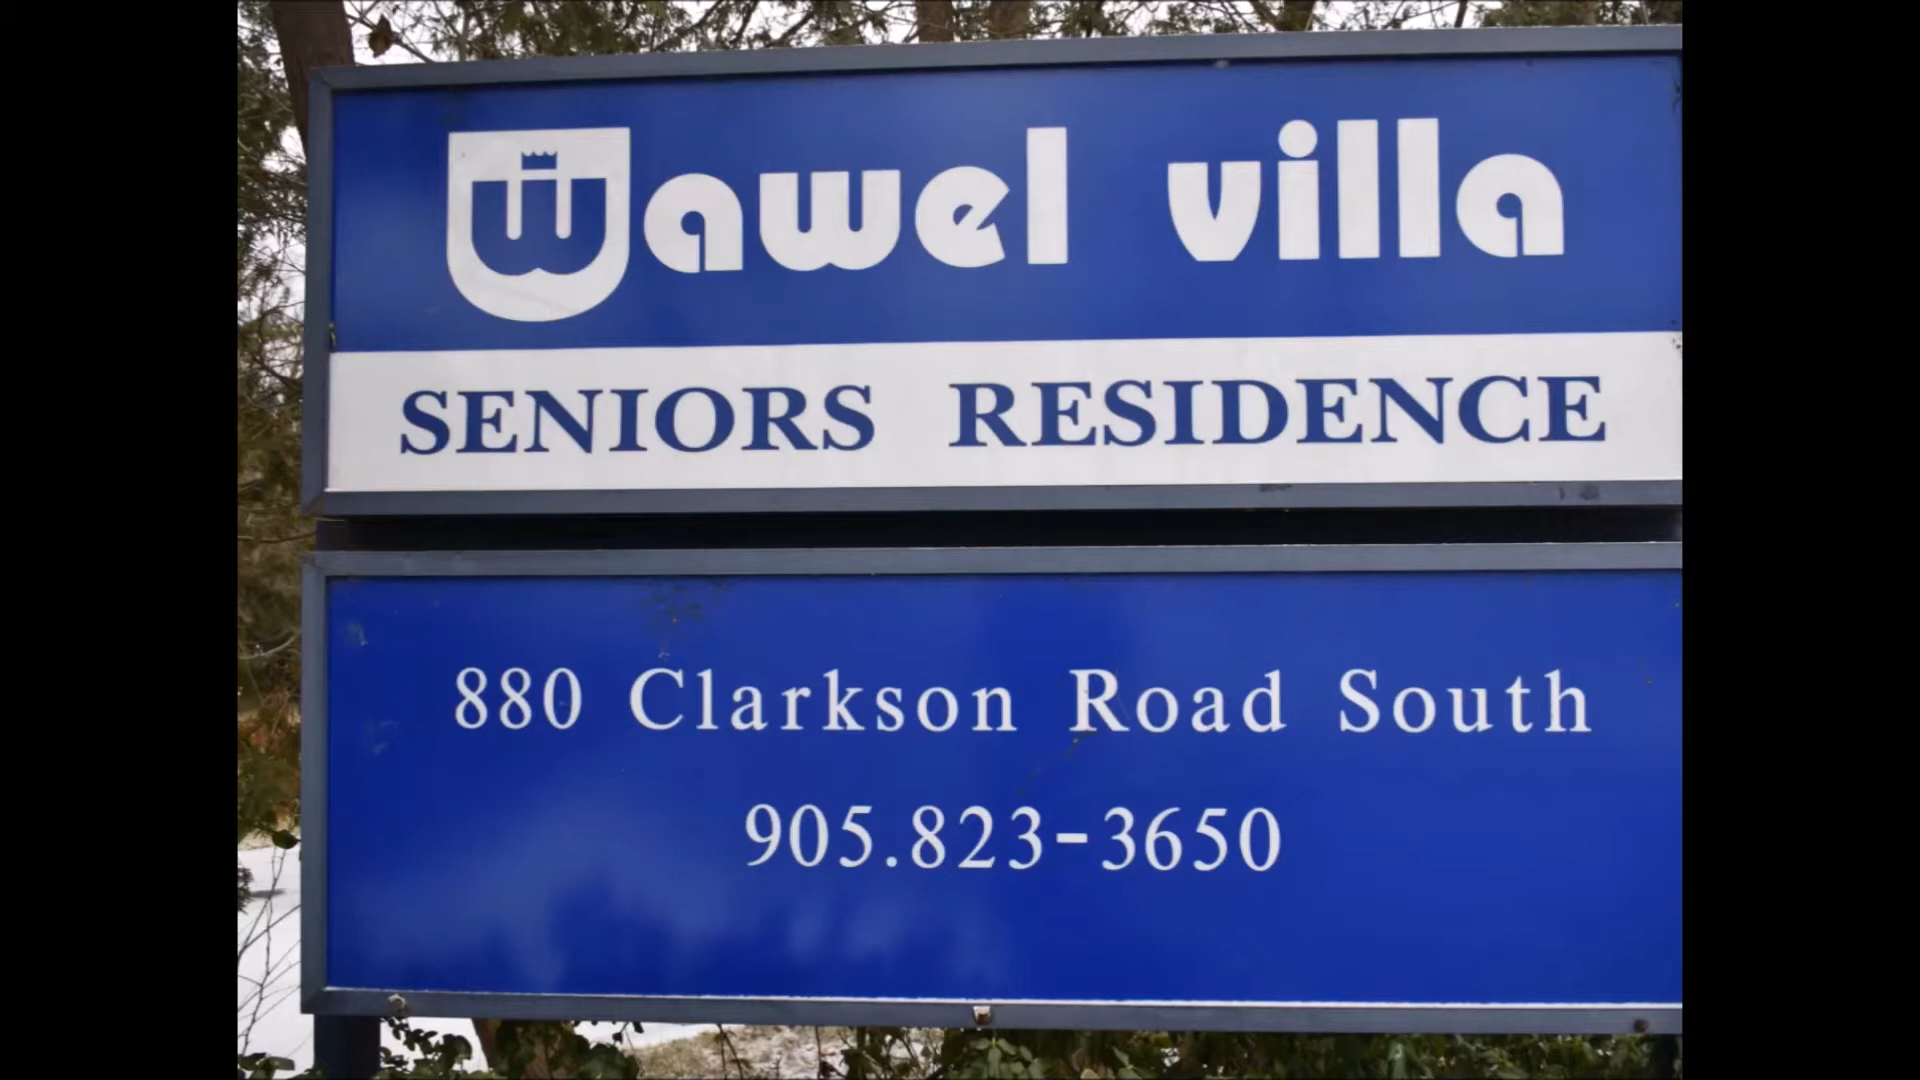 Wawel villa
SENIORS RESIDENCE
880 Clarkson Road South
905.823-3650